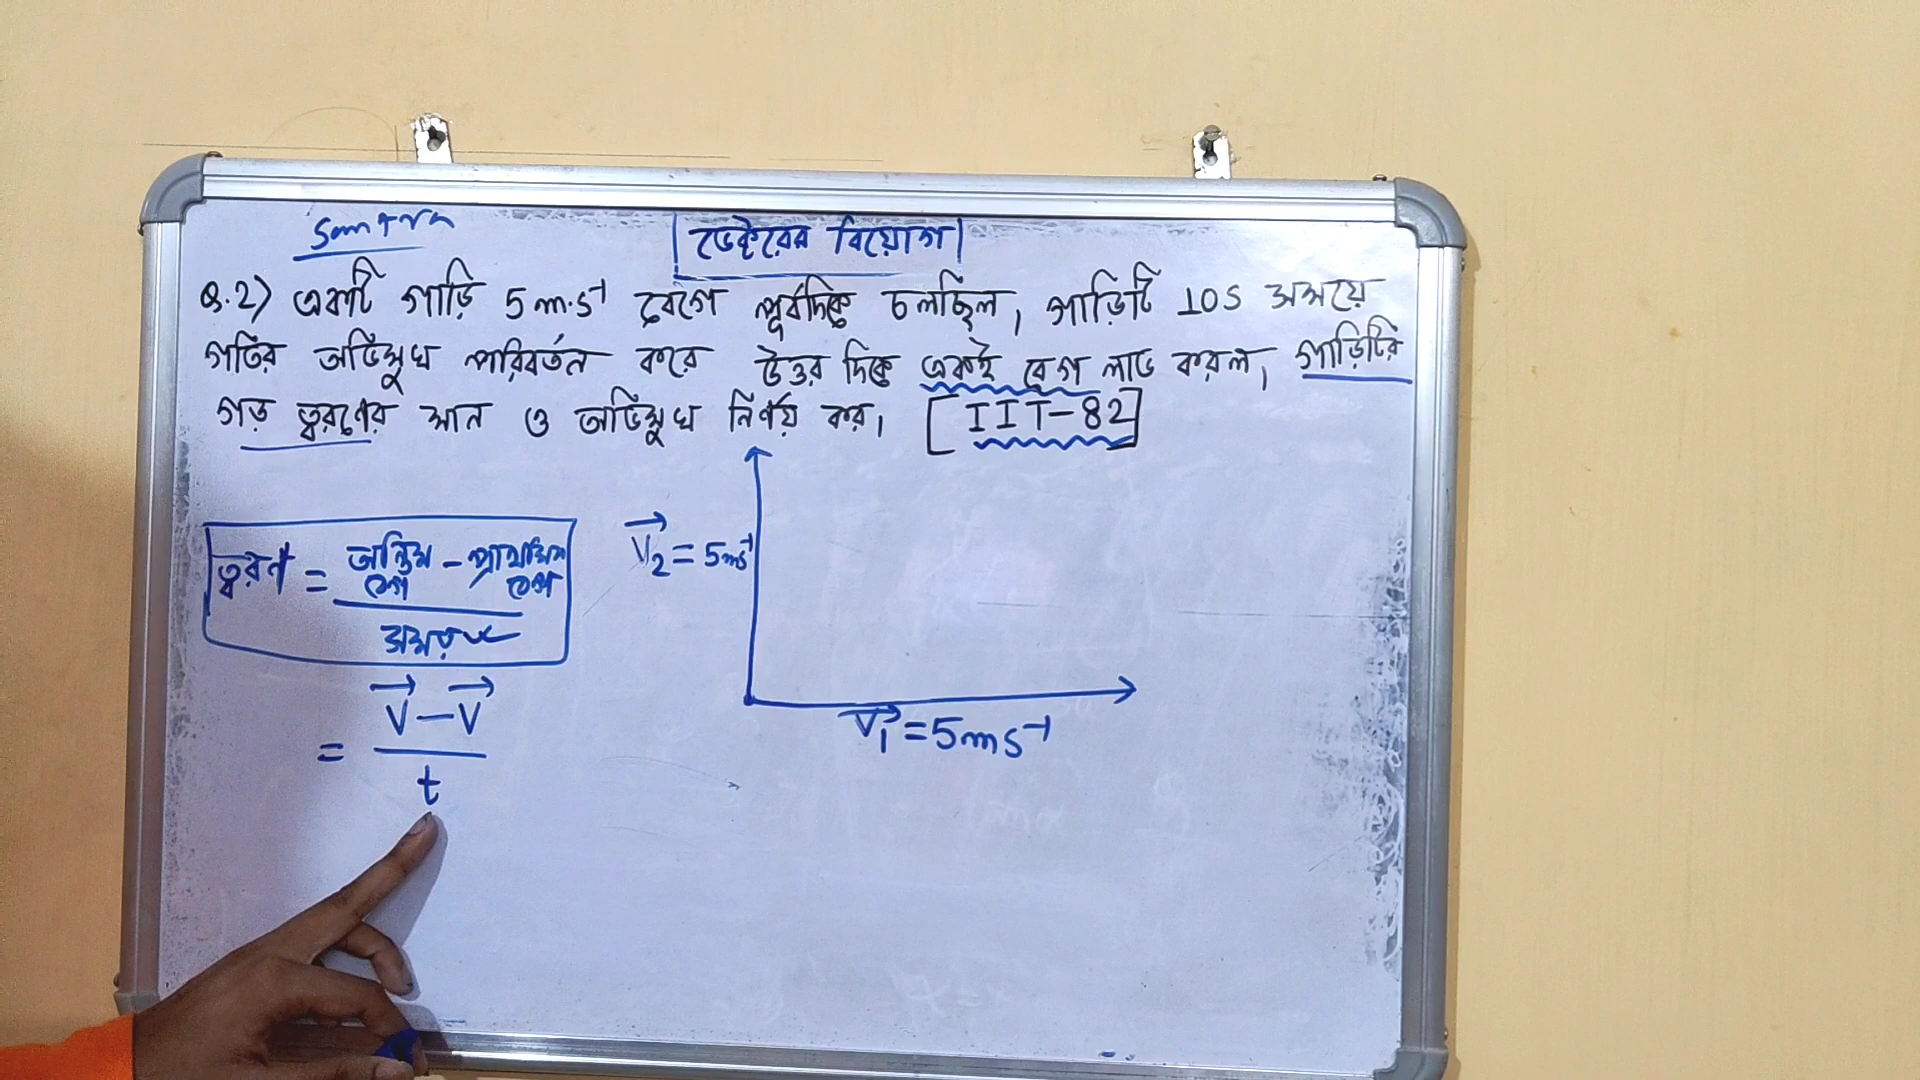 ভেক্টরের বিয়োগ
Q.2) একটি গাড়ি 5 m.s⁻¹ বেগে পূর্বদিকে চলছিল, গাড়িটি 10s সময়ে
গতির অভিমুখ পরিবর্তন করে উত্তর দিকে একই বেগ লাভ করল, গাড়িটির
গড় ত্বরণের মান ও অভিমুখ নির্ণয় কর। [IIT-82]
ত্বরণ = অন্তিম বেগ - প্রাথমিক বেগ
সময়
= V⃗ - V⃗
t
V⃗₂ = 5ms⁻¹
V⃗₁ = 5ms⁻¹